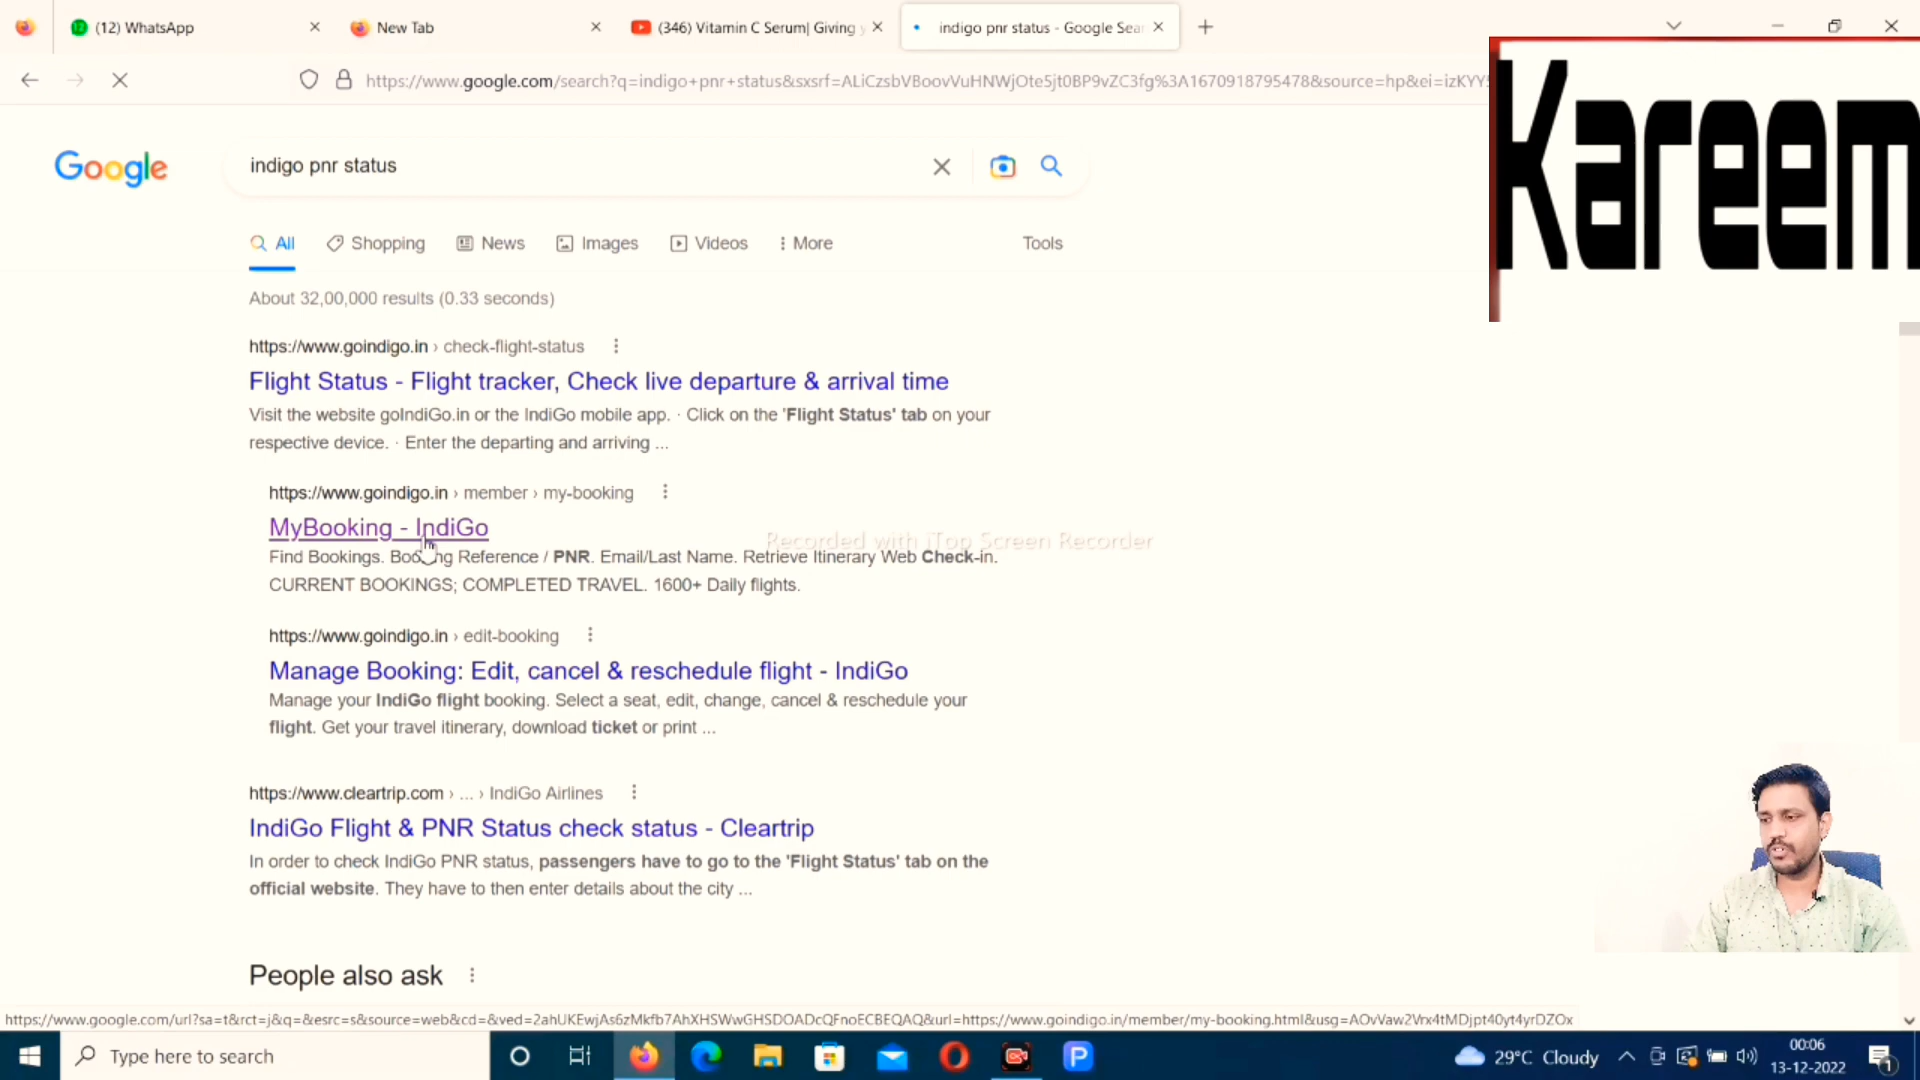 (12) WhatsApp
New Tab
(346) Vitamin C Serum| Giving y
indigo pnr status - Google Sear
https://www.google.com/search?q=indigo+pnr+status&sxsrf=ALiCzsbVBoovVuHNWjOte5jt0BP9vZC3fg%3A1670918795478&source=hp&ei=izKYY5
Kareem
Google
indigo pnr status
All
Shopping
News
Images
Videos
More
Tools
About 32,00,000 results (0.33 seconds)
https://www.goindigo.in › check-flight-status
Flight Status - Flight tracker, Check live departure & arrival time
Visit the website goIndiGo.in or the IndiGo mobile app. · Click on the 'Flight Status' tab on your
respective device. · Enter the departing and arriving ...
https://www.goindigo.in › member › my-booking
MyBooking - IndiGo
Recorded with iTop Screen Recorder
Find Bookings. Booking Reference / PNR. Email/Last Name. Retrieve Itinerary Web Check-in.
CURRENT BOOKINGS; COMPLETED TRAVEL. 1600+ Daily flights.
https://www.goindigo.in › edit-booking
Manage Booking: Edit, cancel & reschedule flight - IndiGo
Manage your IndiGo flight booking. Select a seat, edit, change, cancel & reschedule your
flight. Get your travel itinerary, download ticket or print ...
https://www.cleartrip.com › ... › IndiGo Airlines
IndiGo Flight & PNR Status check status - Cleartrip
In order to check IndiGo PNR status, passengers have to go to the 'Flight Status' tab on the
official website. They have to then enter details about the city ...
People also ask
https://www.google.com/url?sa=t&rct=j&q=&esrc=s&source=web&cd=&ved=2ahUKEwjAs6zMkfb7AhXHSWwGHSDOADcQFnoECBEQAQ&url=https://www.goindigo.in/member/my-booking.html&usg=AOvVaw2Vrx4tMDjpt40yt4yrDZOx
Type here to search
29°C Cloudy
00:06
13-12-2022
1